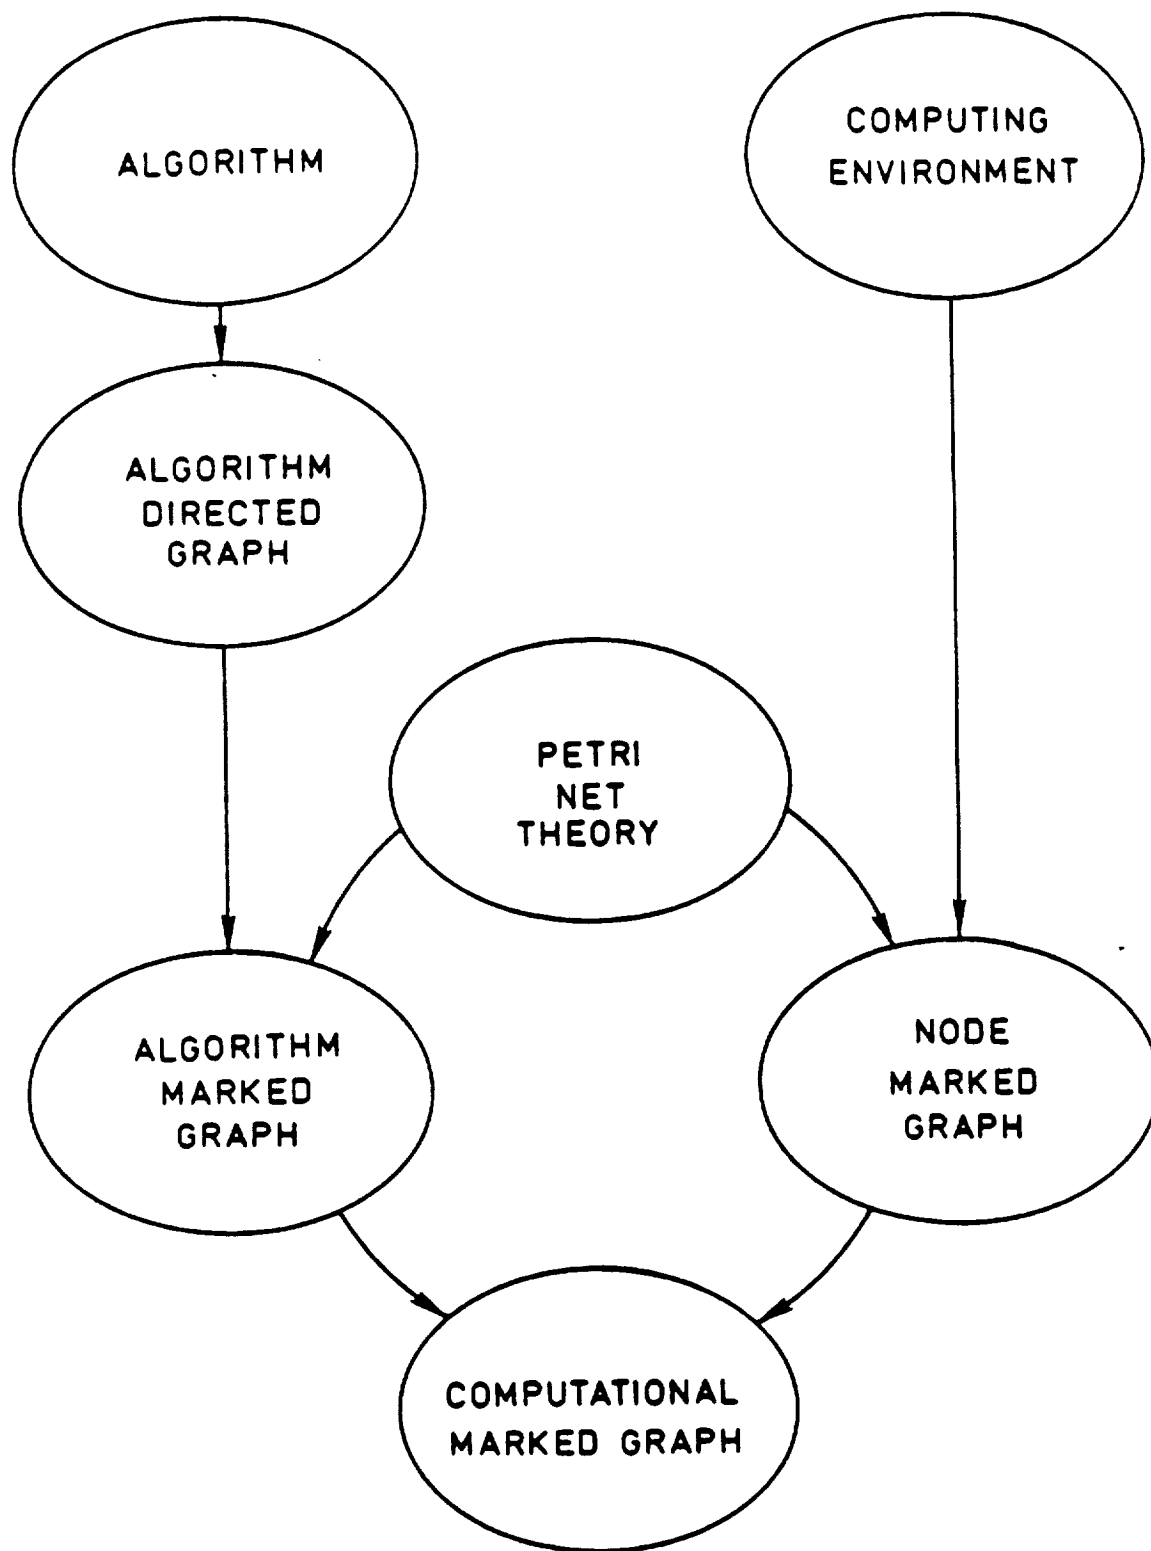 ALGORITHM
COMPUTING
ENVIRONMENT
ALGORITHM
DIRECTED
GRAPH
PETRI
NET
THEORY
ALGORITHM
MARKED
GRAPH
NODE
MARKED
GRAPH
COMPUTATIONAL
MARKED GRAPH